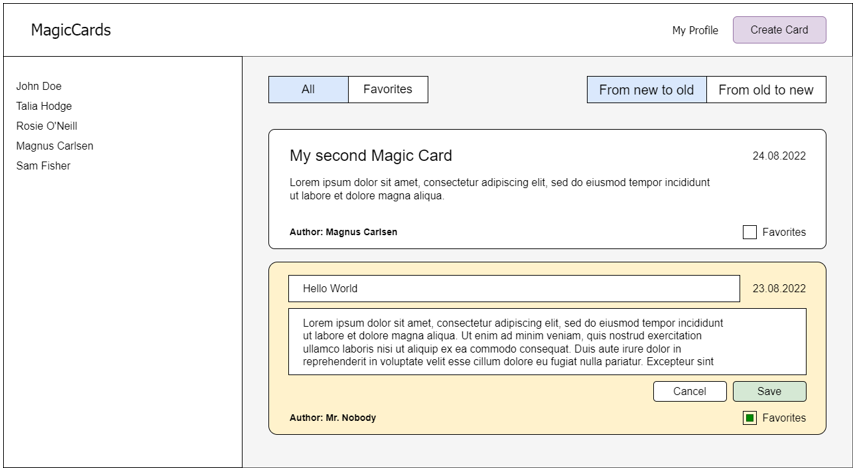 MagicCards
My Profile
Create Card
John Doe
Talia Hodge
Rosie O'Neill
Magnus Carlsen
Sam Fisher
All
Favorites
From new to old
From old to new
My second Magic Card
24.08.2022
Lorem ipsum dolor sit amet, consectetur adipiscing elit, sed do eiusmod tempor incididunt
ut labore et dolore magna aliqua.
Author: Magnus Carlsen
Favorites
Hello World
23.08.2022
Lorem ipsum dolor sit amet, consectetur adipiscing elit, sed do eiusmod tempor incididunt
ut labore et dolore magna aliqua. Ut enim ad minim veniam, quis nostrud exercitation
ullamco laboris nisi ut aliquip ex ea commodo consequat. Duis aute irure dolor in
reprehenderit in voluptate velit esse cillum dolore eu fugiat nulla pariatur. Excepteur sint
Cancel
Save
Author: Mr. Nobody
Favorites